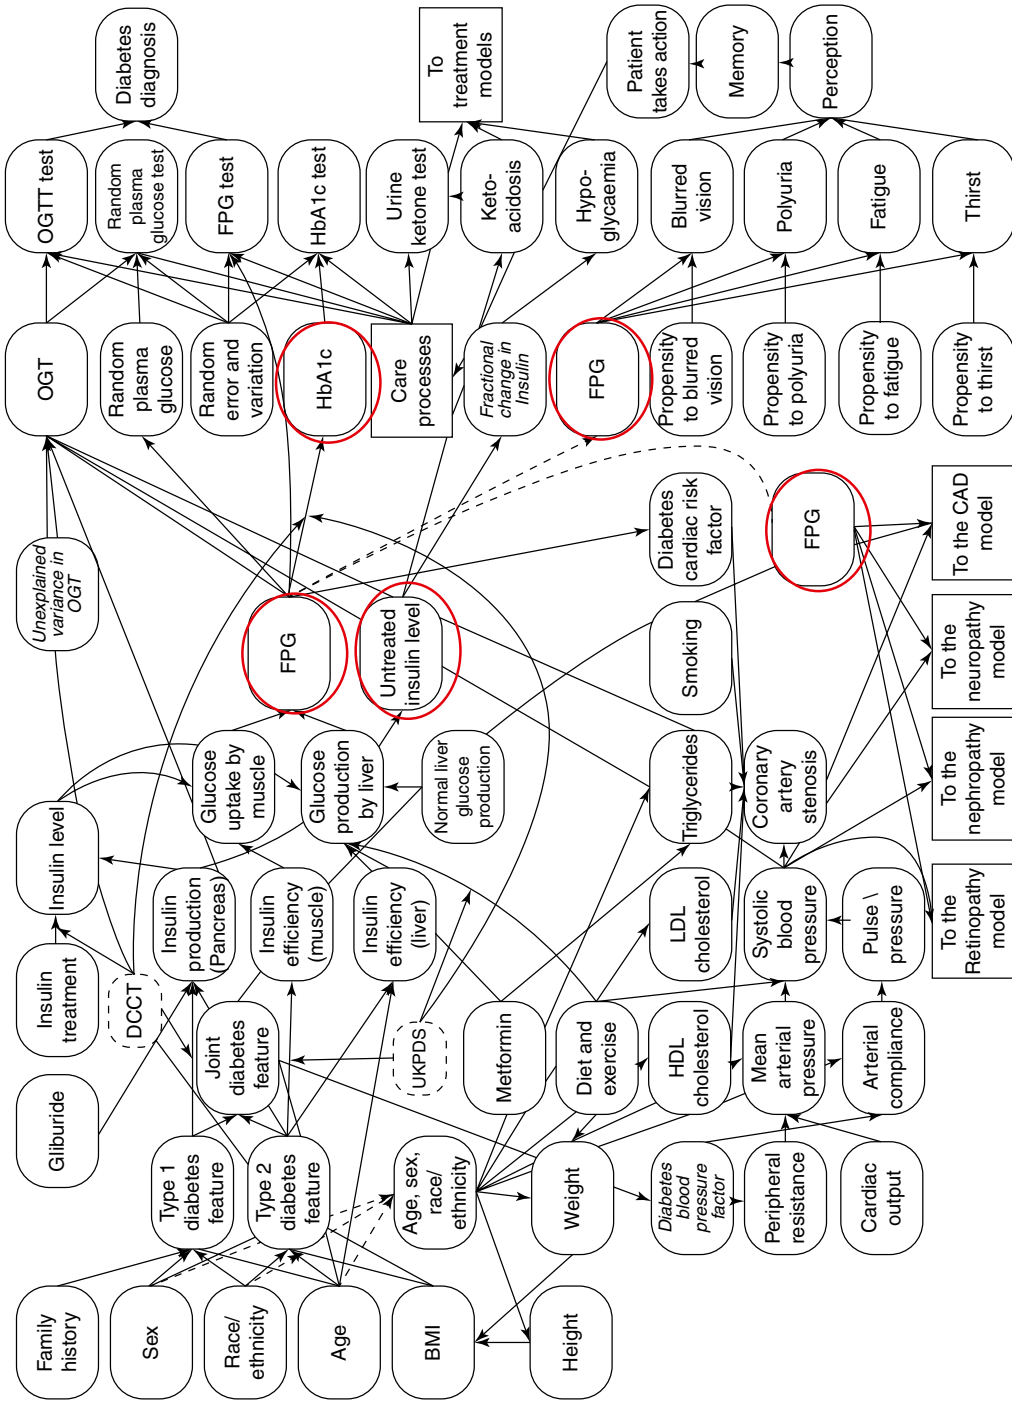 Family
history
Sex
Race/
ethnicity
Age
BMI
Height
Gliburide
Type 1
diabetes
feature
Type 2
diabetes
feature
Age, sex,
race/
ethnicity
Weight
Diabetes
blood
pressure
factor
Peripheral
resistance
Cardiac
output
Insulin
treatment
DCCT
Joint
diabetes
feature
UKPDS
Metformin
Diet and
exercise
HDL
cholesterol
Mean
arterial
pressure
Arterial
compliance
Insulin level
Insulin
production
(Pancreas)
Insulin
efficiency
(muscle)
Insulin
efficiency
(liver)
LDL
cholesterol
Systolic
blood
pressure
Pulse \
pressure
To the
Retinopathy
model
Glucose
uptake by
muscle
Glucose
production
by liver
Normal liver
glucose
production
Triglycerides
Coronary
artery
stenosis
To the
nephropathy
model
Unexplained
variance in
OGT
FPG
Untreated
insulin level
Smoking
Diabetes
cardiac risk
factor
FPG
To the
neuropathy
model
To the CAD
model
OGT
Random
plasma
glucose
Random
error and
variation
HbA1c
Care
processes
Fractional
change in
Insulin
FPG
Propensity
to blurred
vision
Propensity
to polyuria
Propensity
to fatigue
Propensity
to thirst
OGTT test
Random
plasma
glucose test
FPG test
HbA1c test
Urine
ketone test
Keto-
acidosis
Hypo-
glycaemia
Blurred
vision
Polyuria
Fatigue
Thirst
Diabetes
diagnosis
To
treatment
models
Patient
takes action
Memory
Perception